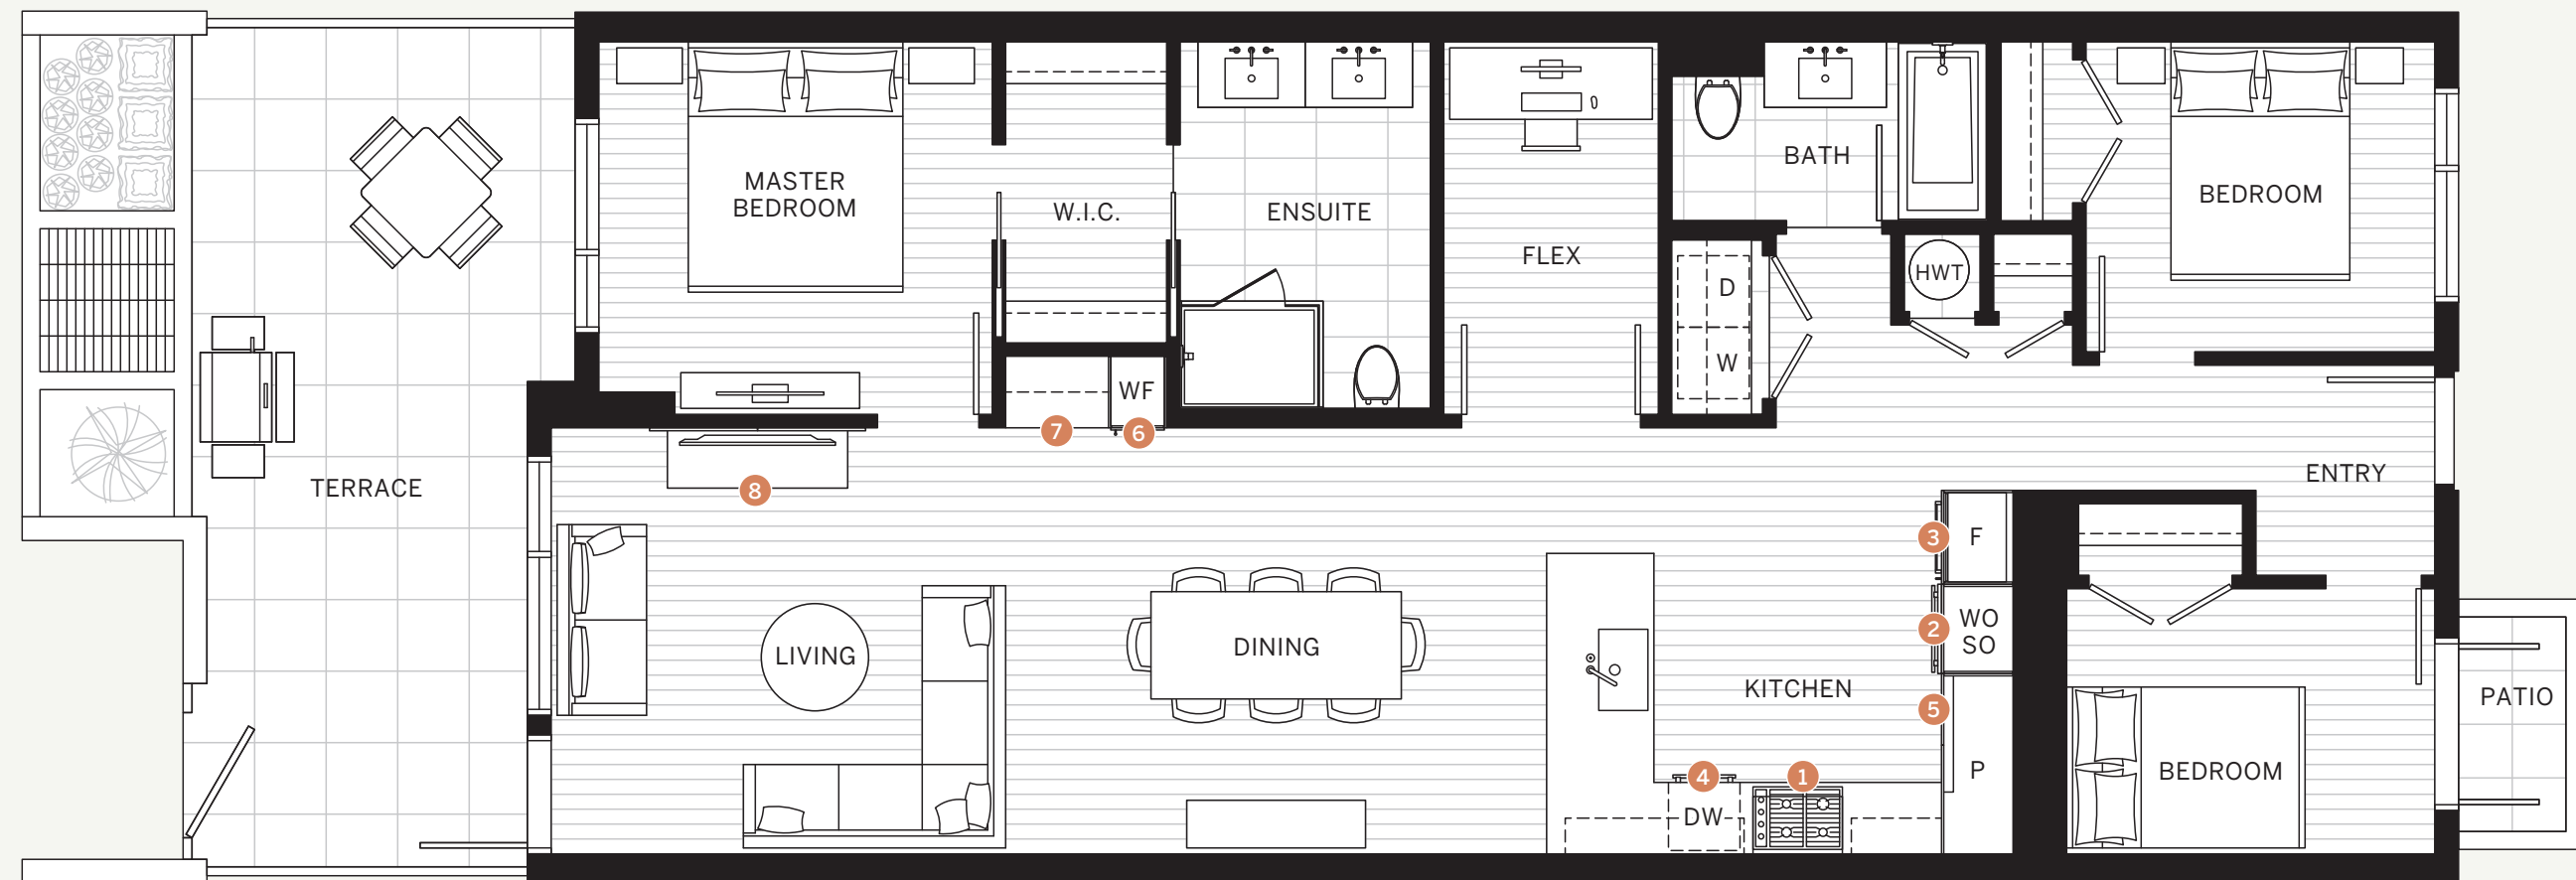 MASTER
BEDROOM
W.I.C.
ENSUITE
FLEX
BATH
BEDROOM
HWT
D
W
WF
7
6
8
TERRACE
ENTRY
3
F
2
WO
SO
LIVING
DINING
KITCHEN
5
PATIO
4
1
P
BEDROOM
DW